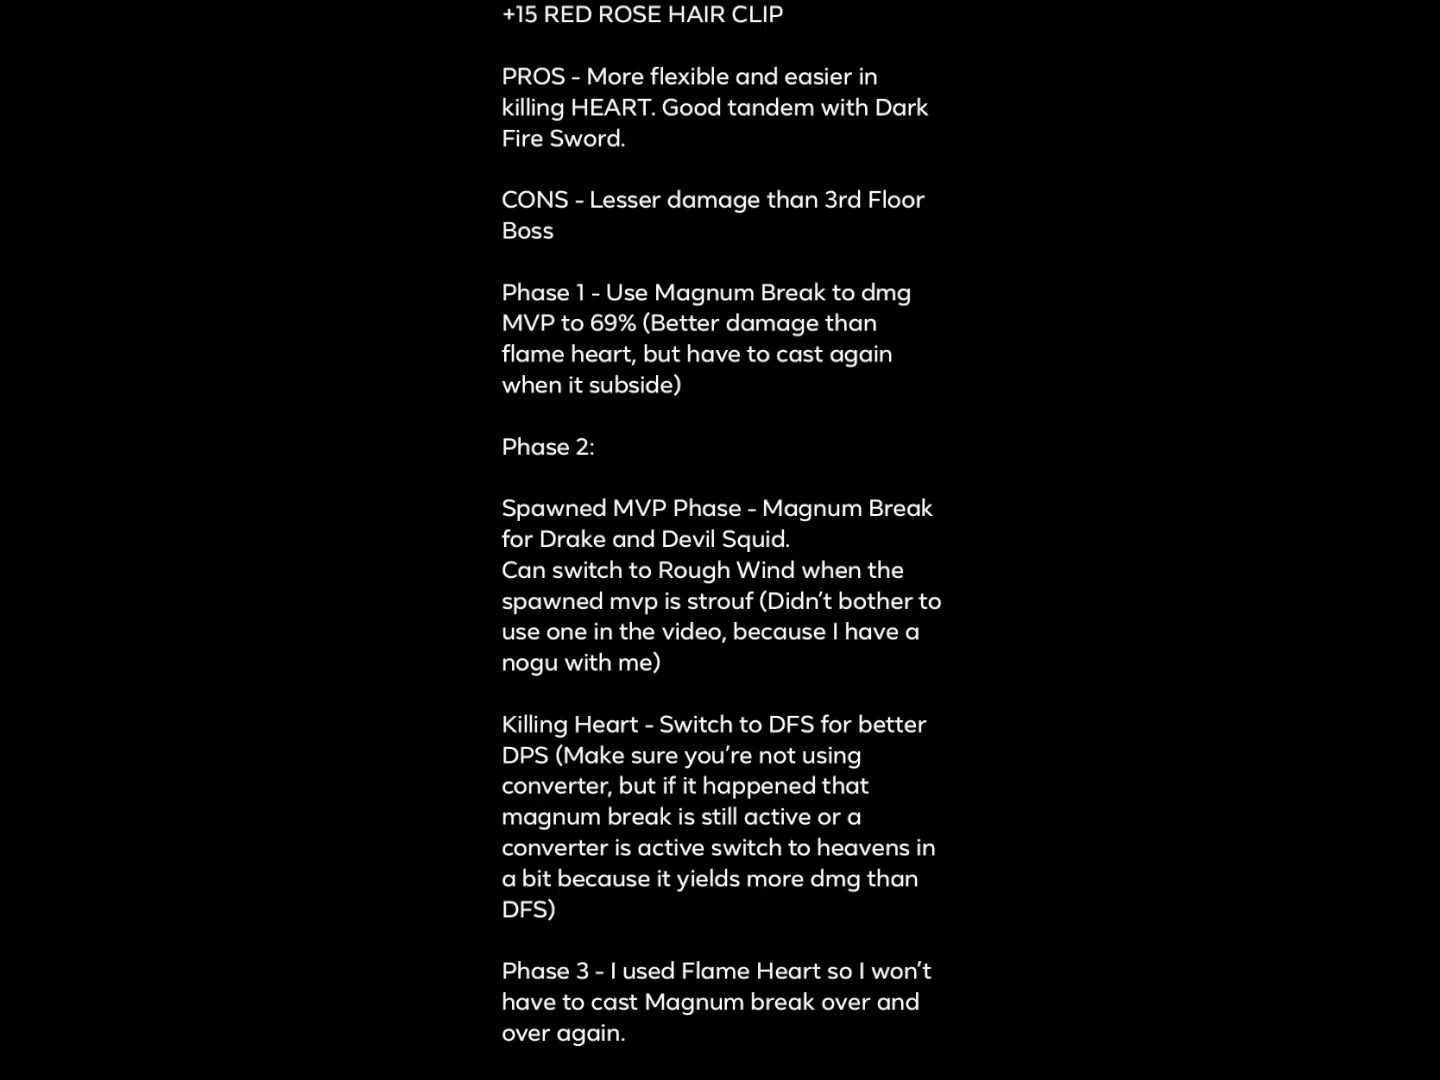 +15 RED ROSE HAIR CLIP
PROS - More flexible and easier in
killing HEART. Good tandem with Dark
Fire Sword.
CONS - Lesser damage than 3rd Floor
Boss
Phase 1 - Use Magnum Break to dmg
MVP to 69% (Better damage than
flame heart, but have to cast again
when it subside)
Phase 2:
Spawned MVP Phase - Magnum Break
for Drake and Devil Squid.
Can switch to Rough Wind when the
spawned mvp is strouf (Didn’t bother to
use one in the video, because I have a
nogu with me)
Killing Heart - Switch to DFS for better
DPS (Make sure you’re not using
converter, but if it happened that
magnum break is still active or a
converter is active switch to heavens in
a bit because it yields more dmg than
DFS)
Phase 3 - I used Flame Heart so I won’t
have to cast Magnum break over and
over again.